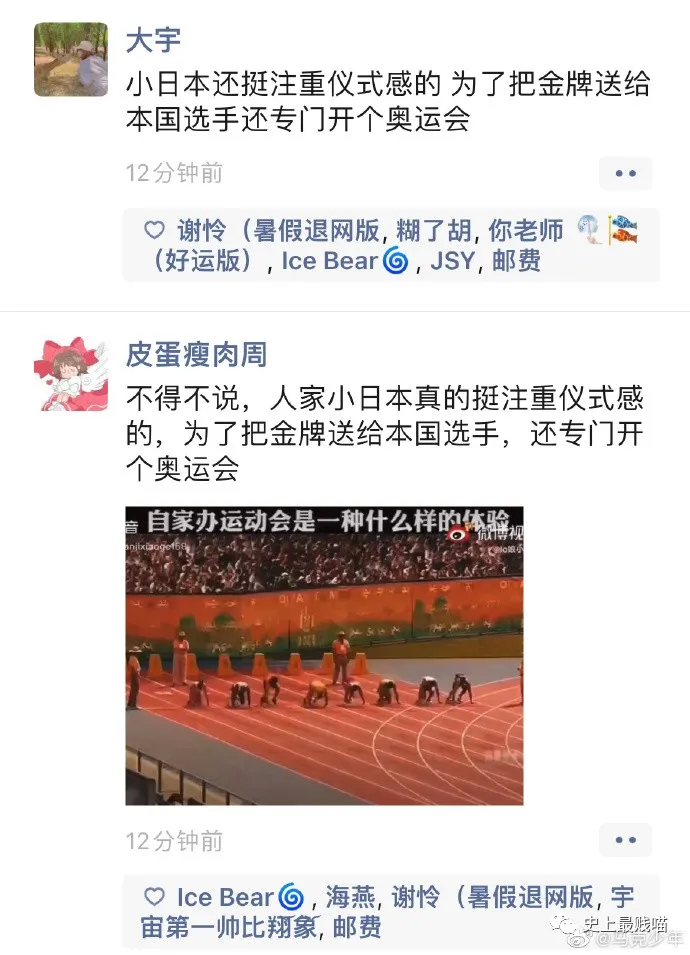 大宇
小日本还挺注重仪式感的 为了把金牌送给
本国选手还专门开个奥运会
12分钟前
谢怜（暑假退网版, 糊了胡, 你老师🎐🎏
（好运版）, Ice Bear🌀, JSY, 邮费
皮蛋瘦肉周
不得不说，人家小日本真的挺注重仪式感
的，为了把金牌送给本国选手，还专门开
个奥运会
自家办运动会是一种什么样的体验
音
微博视
12分钟前
Ice Bear🌀, 海燕, 谢怜（暑假退网版, 宇
宙第一帅比翔象, 邮费
史上最贱喵
@马克少年